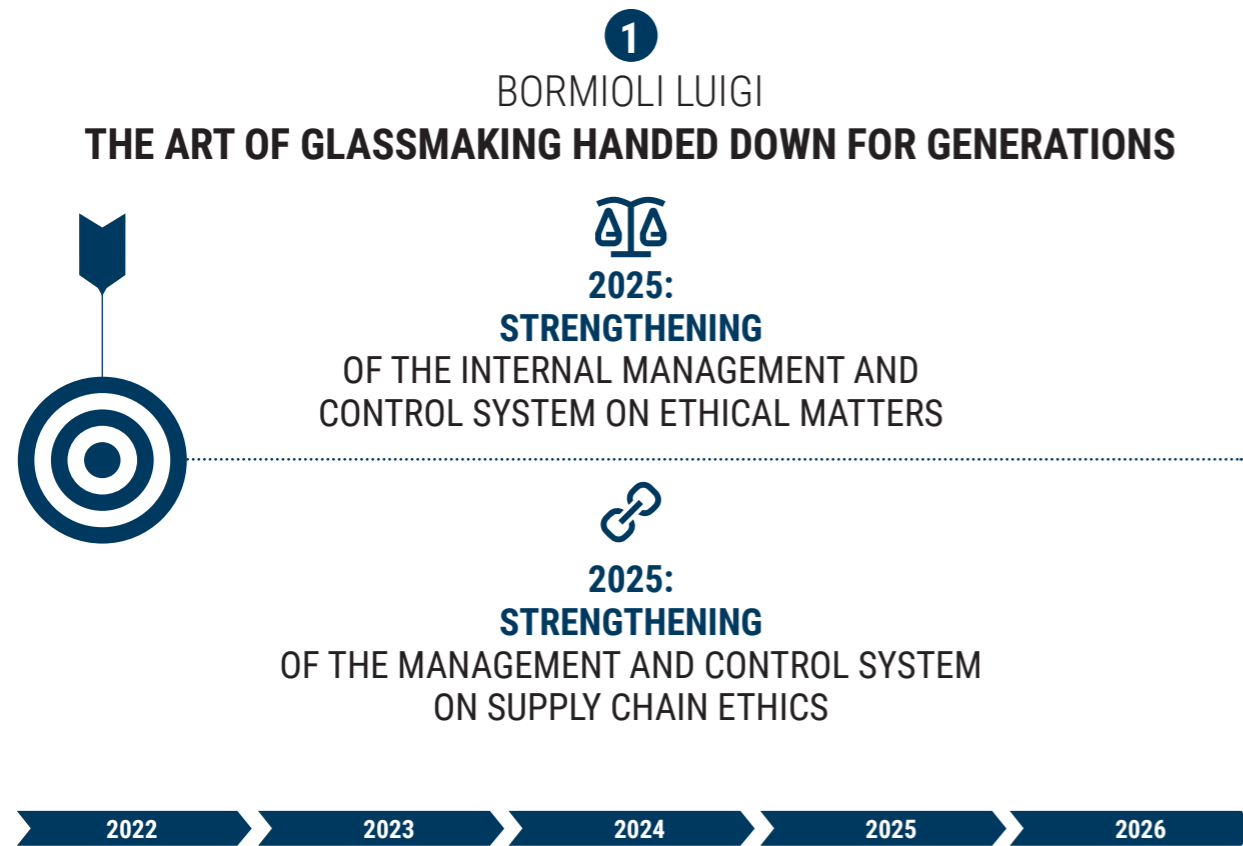 1
BORMIOLI LUIGI
THE ART OF GLASSMAKING HANDED DOWN FOR GENERATIONS
2025:
STRENGTHENING
OF THE INTERNAL MANAGEMENT AND
CONTROL SYSTEM ON ETHICAL MATTERS
2025:
STRENGTHENING
OF THE MANAGEMENT AND CONTROL SYSTEM
ON SUPPLY CHAIN ETHICS
2022 2023 2024 2025 2026